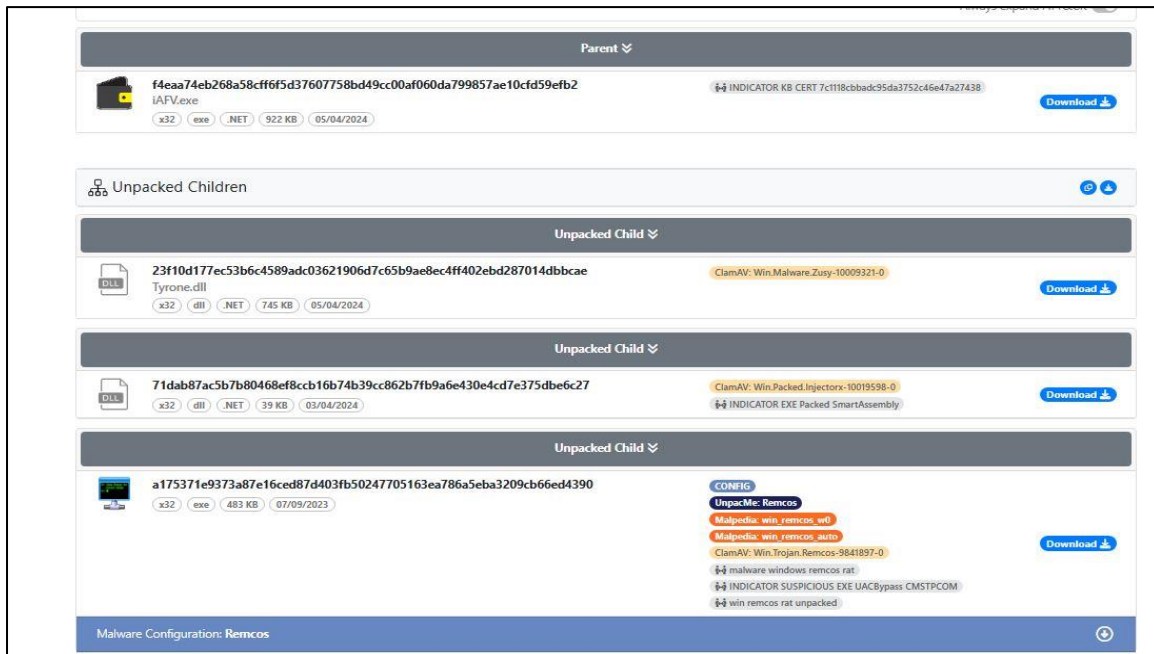 Parent
f4eaa74eb268a58cff6f5d37607758bd49cc00af060da799857ae10cfd59efb2
INDICATOR KB CERT 7c1118cbbadc95da3752c46e47a27438
iAFV.exe
Download
x32 exe .NET 922 KB 05/04/2024
Unpacked Children
Unpacked Child
23f10d177ec53b6c4589adc03621906d7c65b9ae8ec4ff402ebd287014dbbcae
ClamAV: Win.Malware.Zusy-10009321-0
DLL
Tyrone.dll
Download
x32 dll .NET 745 KB 05/04/2024
Unpacked Child
71dab87ac5b7b80468ef8ccb16b74b39cc862b7fb9a6e430e4cd7e375dbe6c27
ClamAV: Win.Packed.Injectorx-10019598-0
DLL
x32 dll .NET 39 KB 03/04/2024
INDICATOR EXE Packed SmartAssembly
Download
Unpacked Child
a175371e9373a87e16ced87d403fb50247705163ea786a5eba3209cb66ed4390
x32 exe 483 KB 07/09/2023
CONFIG
UnpacMe: Remcos
Malpedia: win_remcos_w0
Malpedia: win_remcos_auto
Download
ClamAV: Win.Trojan.Remcos-9841897-0
malware windows remcos rat
INDICATOR SUSPICIOUS EXE UACBypass CMSTPCOM
win remcos rat unpacked
Malware Configuration: Remcos